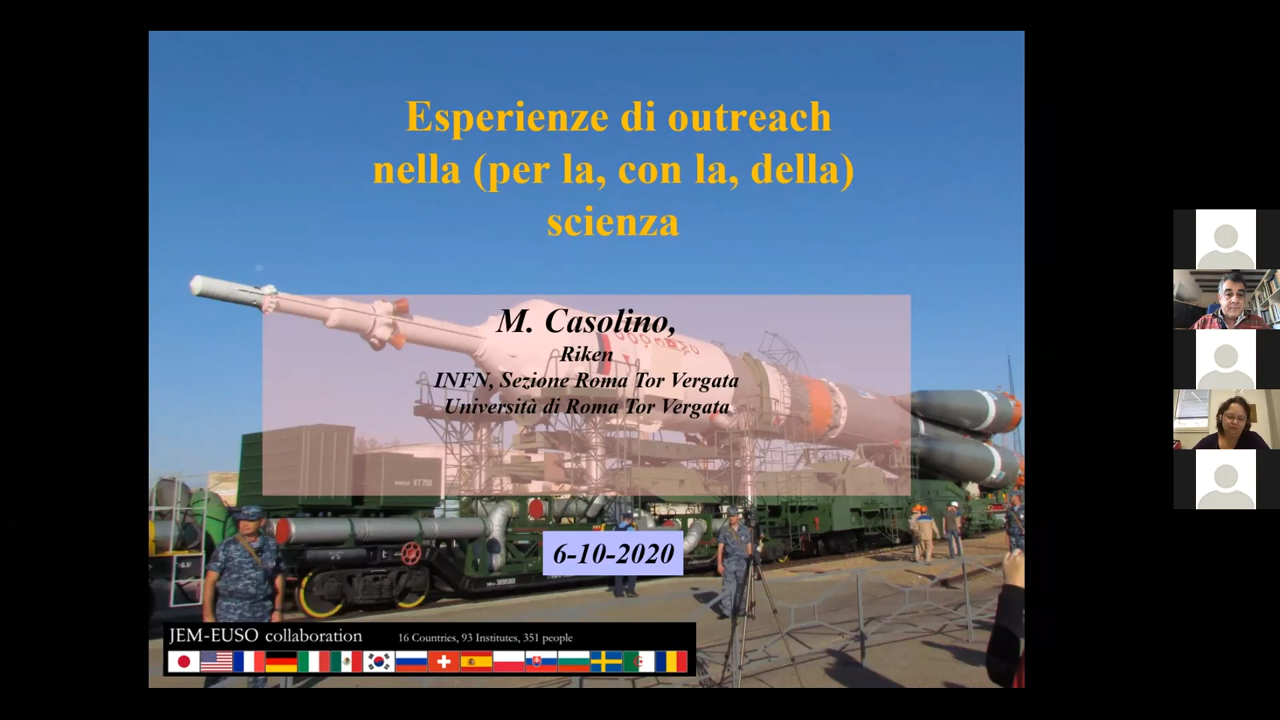 Esperienze di outreach
nella (per la, con la, della)
scienza
M. Casolino,
Riken
INFN, Sezione Roma Tor Vergata
Università di Roma Tor Vergata
6-10-2020
JEM-EUSO collaboration 16 Countries, 93 Institutes, 351 people